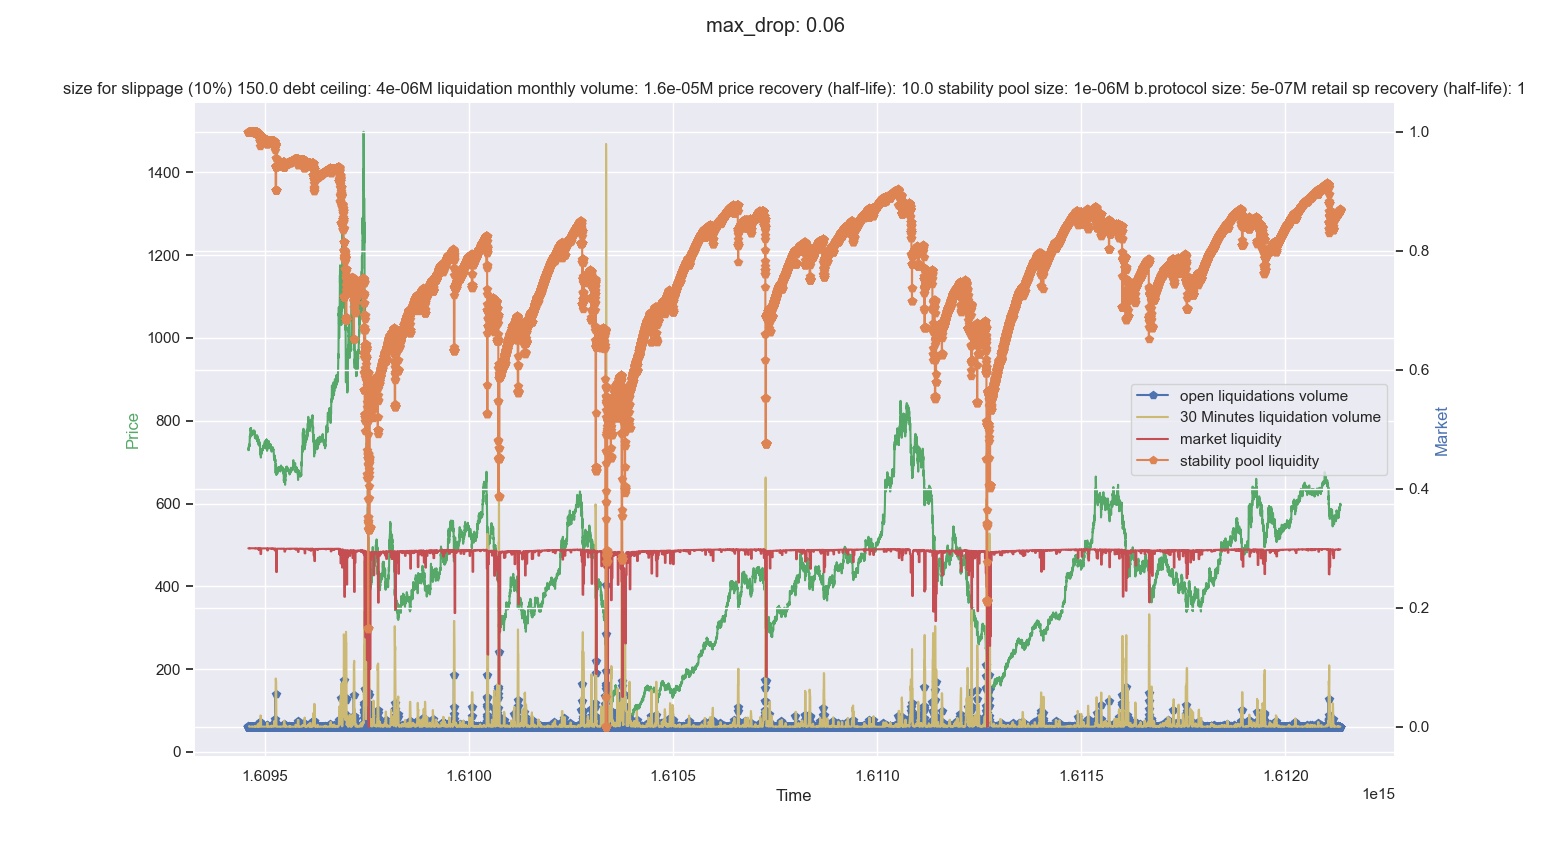 max_drop: 0.06
size for slippage (10%) 150.0 debt ceiling: 4e-06M liquidation monthly volume: 1.6e-05M price recovery (half-life): 10.0 stability pool size: 1e-06M b.protocol size: 5e-07M retail sp recovery (half-life): 1
1400
1200
1000
800
600
400
200
0
Price
1.0
0.8
0.6
0.4
0.2
0.0
Market
open liquidations volume
30 Minutes liquidation volume
market liquidity
stability pool liquidity
1.6095
1.6100
1.6105
1.6110
1.6115
1.6120
Time
1e15